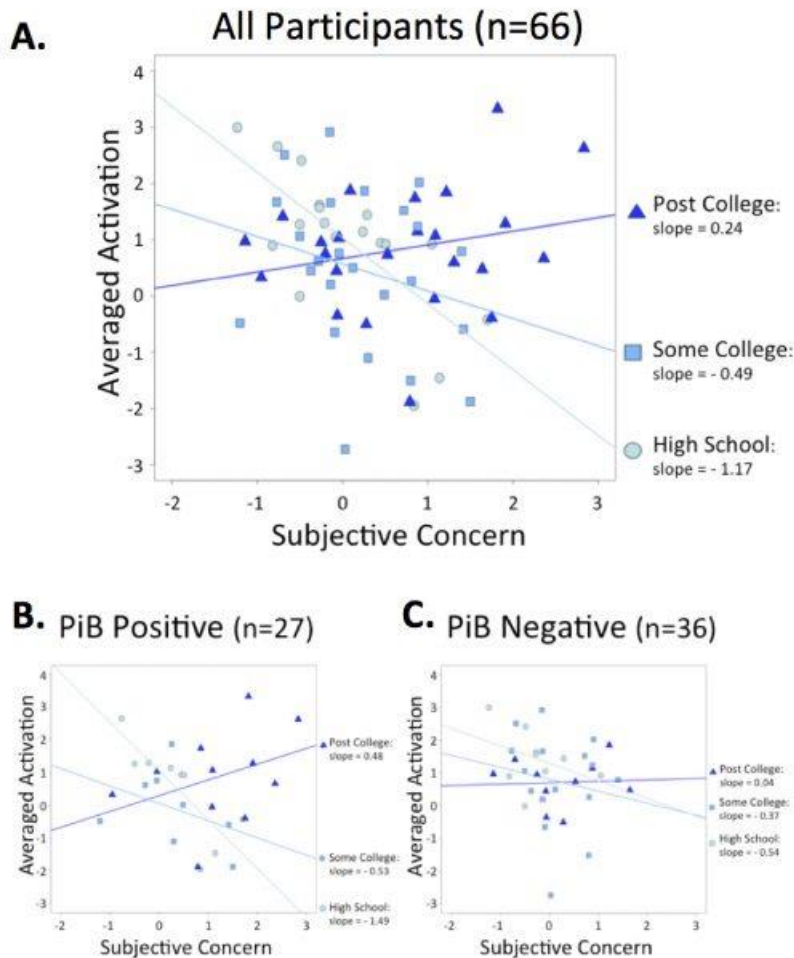 A.
All Participants (n=66)
Averaged Activation
4
3
2
1
0
-1
-2
-3
-2 -1 0 1 2 3
Subjective Concern
Post College:
slope = 0.24
Some College:
slope = - 0.49
High School:
slope = - 1.17
B.
PiB Positive (n=27)
Averaged Activation
4
3
2
1
0
-1
-2
-3
-2 -1 0 1 2 3
Subjective Concern
Post College:
slope = 0.48
Some College:
slope = - 0.53
High School:
slope = - 1.49
C.
PiB Negative (n=36)
Averaged Activation
4
3
2
1
0
-1
-2
-3
-2 -1 0 1 2 3
Subjective Concern
Post College:
slope = 0.04
Some College:
slope = - 0.37
High School:
slope = - 0.54